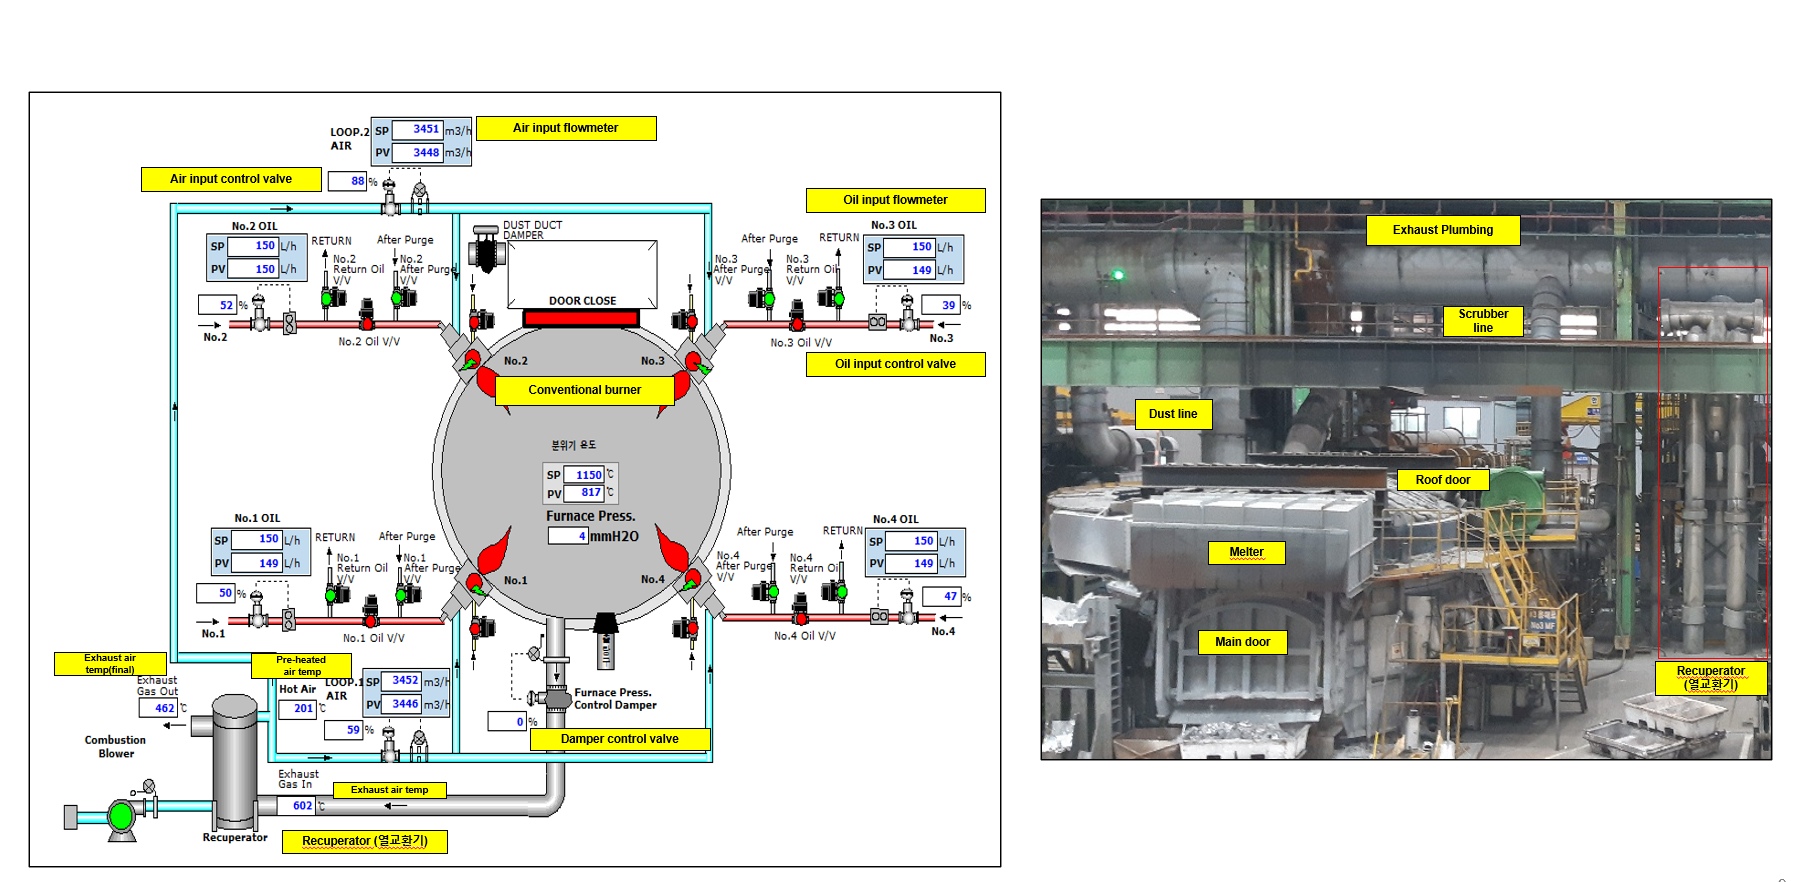 LOOP.2
AIR
SP 3451 m3/h
PV 3448 m3/h
Air input flowmeter
Air input control valve
88 %
Oil input flowmeter
No.2 OIL
SP 150 L/h
PV 150 L/h
RETURN
After Purge
No.2
Return Oil
V/V
No.2
After Purge
V/V
52 %
No.2
No.2 Oil V/V
DUST DUCT
DAMPER
DOOR CLOSE
After Purge
RETURN
No.3
After Purge
V/V
No.3
Return Oil
V/V
No.3 OIL
SP 150 L/h
PV 149 L/h
39 %
No.3
No.3 Oil V/V
Oil input control valve
No.2
No.3
Conventional burner
분위기 온도
SP 1150 ℃
PV 817 ℃
Furnace Press.
4 mmH2O
No.1 OIL
SP 150 L/h
PV 149 L/h
RETURN
After Purge
No.1
Return Oil
V/V
No.1
After Purge
V/V
50 %
No.1
No.1 Oil V/V
No.1
No.4
After Purge
RETURN
No.4
After Purge
V/V
No.4
Return Oil
V/V
No.4 OIL
SP 150 L/h
PV 149 L/h
47 %
No.4
No.4 Oil V/V
Exhaust air
temp(final)
Exhaust
Gas Out
462 ℃
Pre-heated
air temp
Hot Air
201 ℃
LOOP.1
AIR
SP 3452 m3/h
PV 3446 m3/h
59 %
Furnace Press.
Control Damper
0 %
Damper control valve
Combustion
Blower
Exhaust
Gas In
602 ℃
Exhaust air temp
Recuperator
Recuperator (열교환기)
Exhaust Plumbing
Scrubber
line
Dust line
Roof door
Melter
Main door
No3 MF
Recuperator
(열교환기)